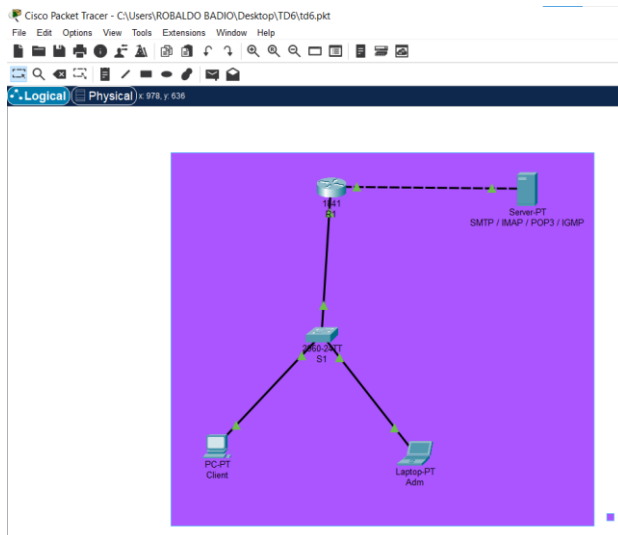 Cisco Packet Tracer - C:\Users\ROBALDO BADIO\Desktop\TD6\td6.pkt
File Edit Options View Tools Extensions Window Help
Logical Physical x: 978, y: 636
1841
R1
Server-PT
SMTP / IMAP / POP3 / IGMP
2960-24TT
S1
PC-PT
Client
Laptop-PT
Adm